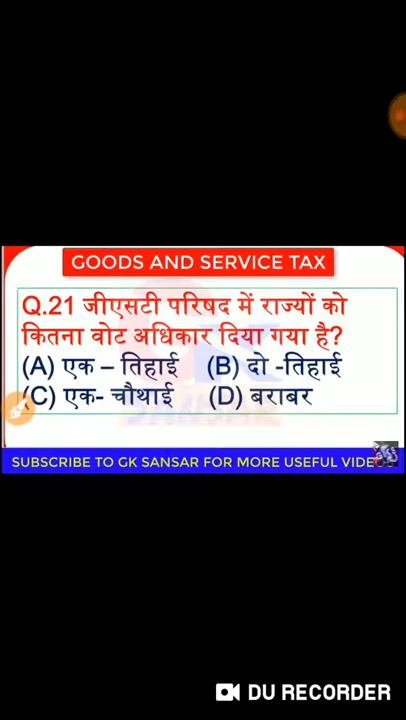 GOODS AND SERVICE TAX
Q.21 जीएसटी परिषद में राज्यों को
कितना वोट अधिकार दिया गया है?
(A) एक – तिहाई (B) दो -तिहाई
(C) एक- चौथाई (D) बराबर
SUBSCRIBE TO GK SANSAR FOR MORE USEFUL VIDE
DU RECORDER